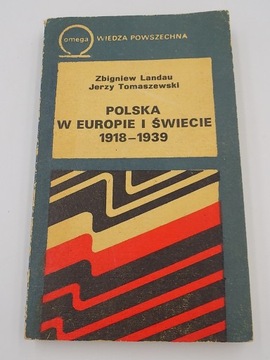 omega
WIEDZA POWSZECHNA
Zbigniew Landau
Jerzy Tomaszewski
POLSKA
W EUROPIE I ŚWIECIE
1918-1939